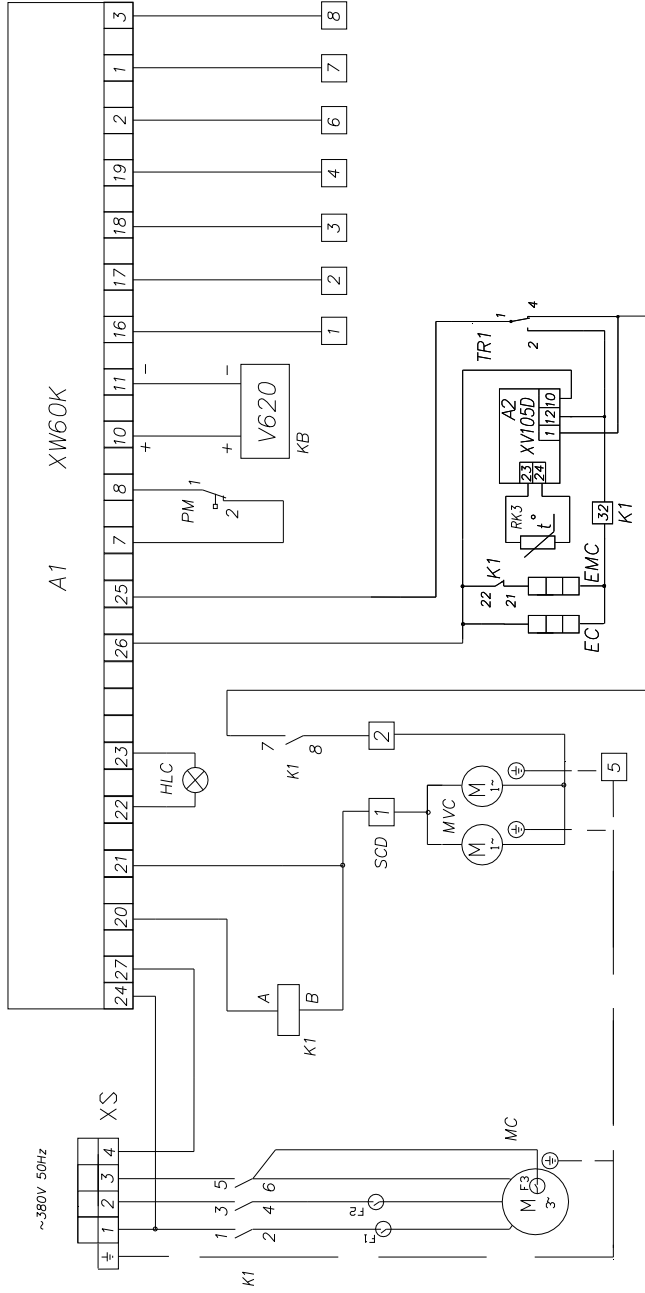 A1 XW60K
24 27 20 21 22 23 26 25 7 8 10 11 16 17 18 19 2 1 3
~380V 50Hz
XS
1 2 3 4
HLC
PM
1
2
+ −
+ −
V620
KB
1 2 3 4 6 7 8
A
B
K1
K1
1 3 5
2 4 6
F1
F2
M
3~
F3
MC
SCD
1
2
K1
7
8
MVC
M
1~
M
1~
5
EC
EMC
K1
22
21
RK3
t°
23
24
A2
XV105D
1 12 10
32
K1
TR1
1
2
4